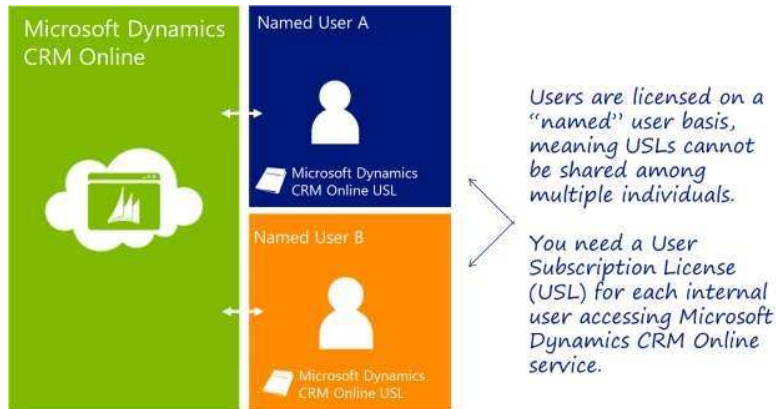 Microsoft Dynamics
CRM Online
Named User A
Microsoft Dynamics
CRM Online USL
Named User B
Microsoft Dynamics
CRM Online USL
Users are licensed on a
“named” user basis,
meaning USLs cannot
be shared among
multiple individuals.
You need a User
Subscription License
(USL) for each internal
user accessing Microsoft
Dynamics CRM Online
service.